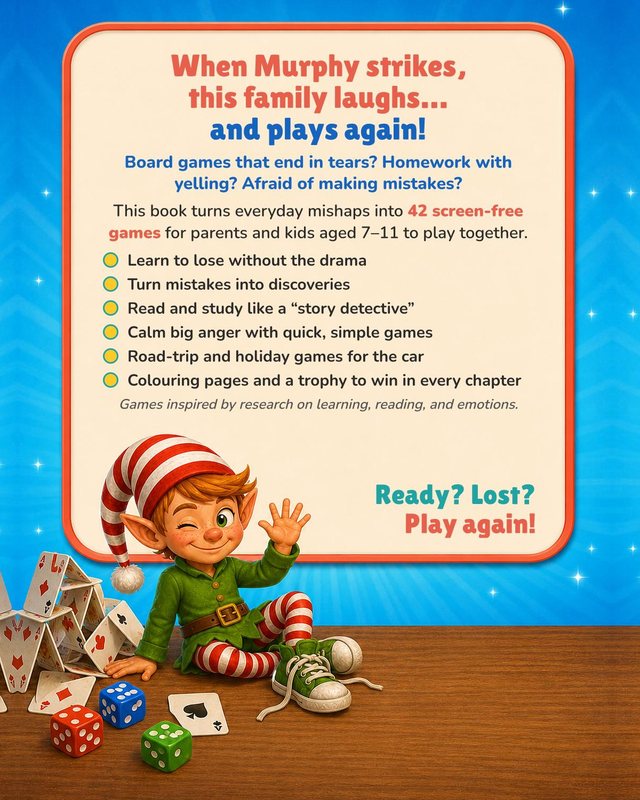 When Murphy strikes,
this family laughs...
and plays again!
Board games that end in tears? Homework with
yelling? Afraid of making mistakes?
This book turns everyday mishaps into 42 screen-free
games for parents and kids aged 7–11 to play together.
Learn to lose without the drama
Turn mistakes into discoveries
Read and study like a “story detective”
Calm big anger with quick, simple games
Road-trip and holiday games for the car
Colouring pages and a trophy to win in every chapter
Games inspired by research on learning, reading, and emotions.
Ready? Lost?
Play again!